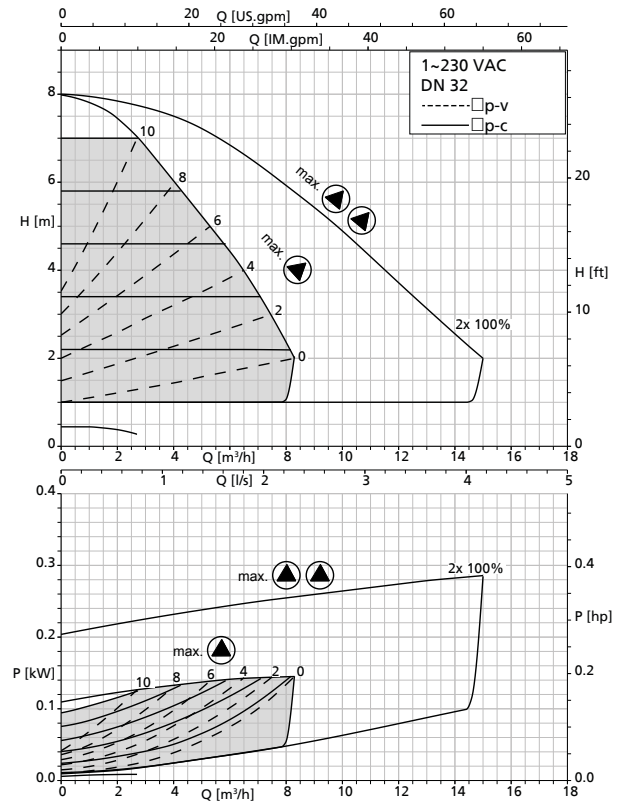 Q [US.gpm]
0 20 40 60
Q [IM.gpm]
0 20 40 60
1~230 VAC
DN 32
□p-v
□p-c
8
6
H [m]
4
2
0
20
H [ft]
10
0
10
8
6
4
2
0
max.
max.
2x 100%
0 2 4 Q [m³/h] 8 10 12 14 16 18
0 1 Q [l/s] 2 3 4 5
0.4
0.3
0.2
P [kW]
0.1
0.0
0.4
P [hp]
0.2
0.0
max.
2x 100%
max.
10 8 6 4 2 0
0 2 4 Q [m³/h] 8 10 12 14 16 18